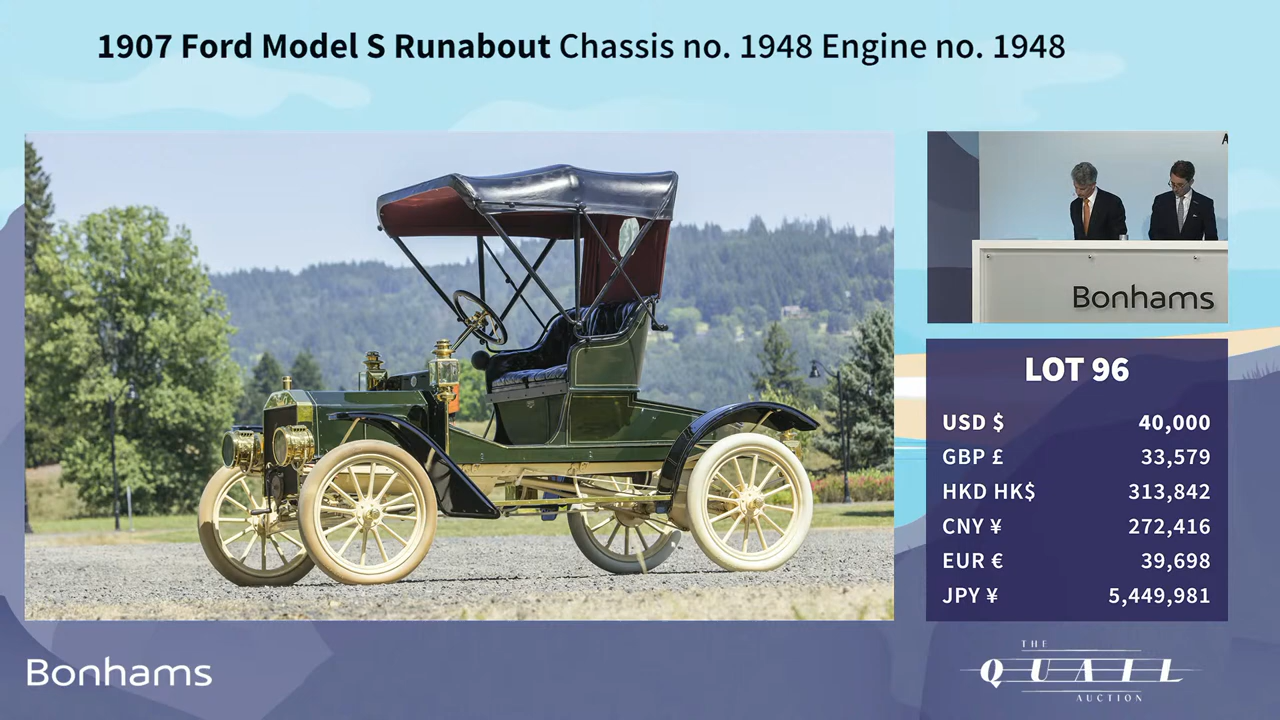 1907 Ford Model S Runabout Chassis no. 1948 Engine no. 1948
Bonhams
LOT 96
USD $ 40,000
GBP £ 33,579
HKD HK$ 313,842
CNY ¥ 272,416
EUR € 39,698
JPY ¥ 5,449,981
Bonhams
THE
QUAIL
AUCTION